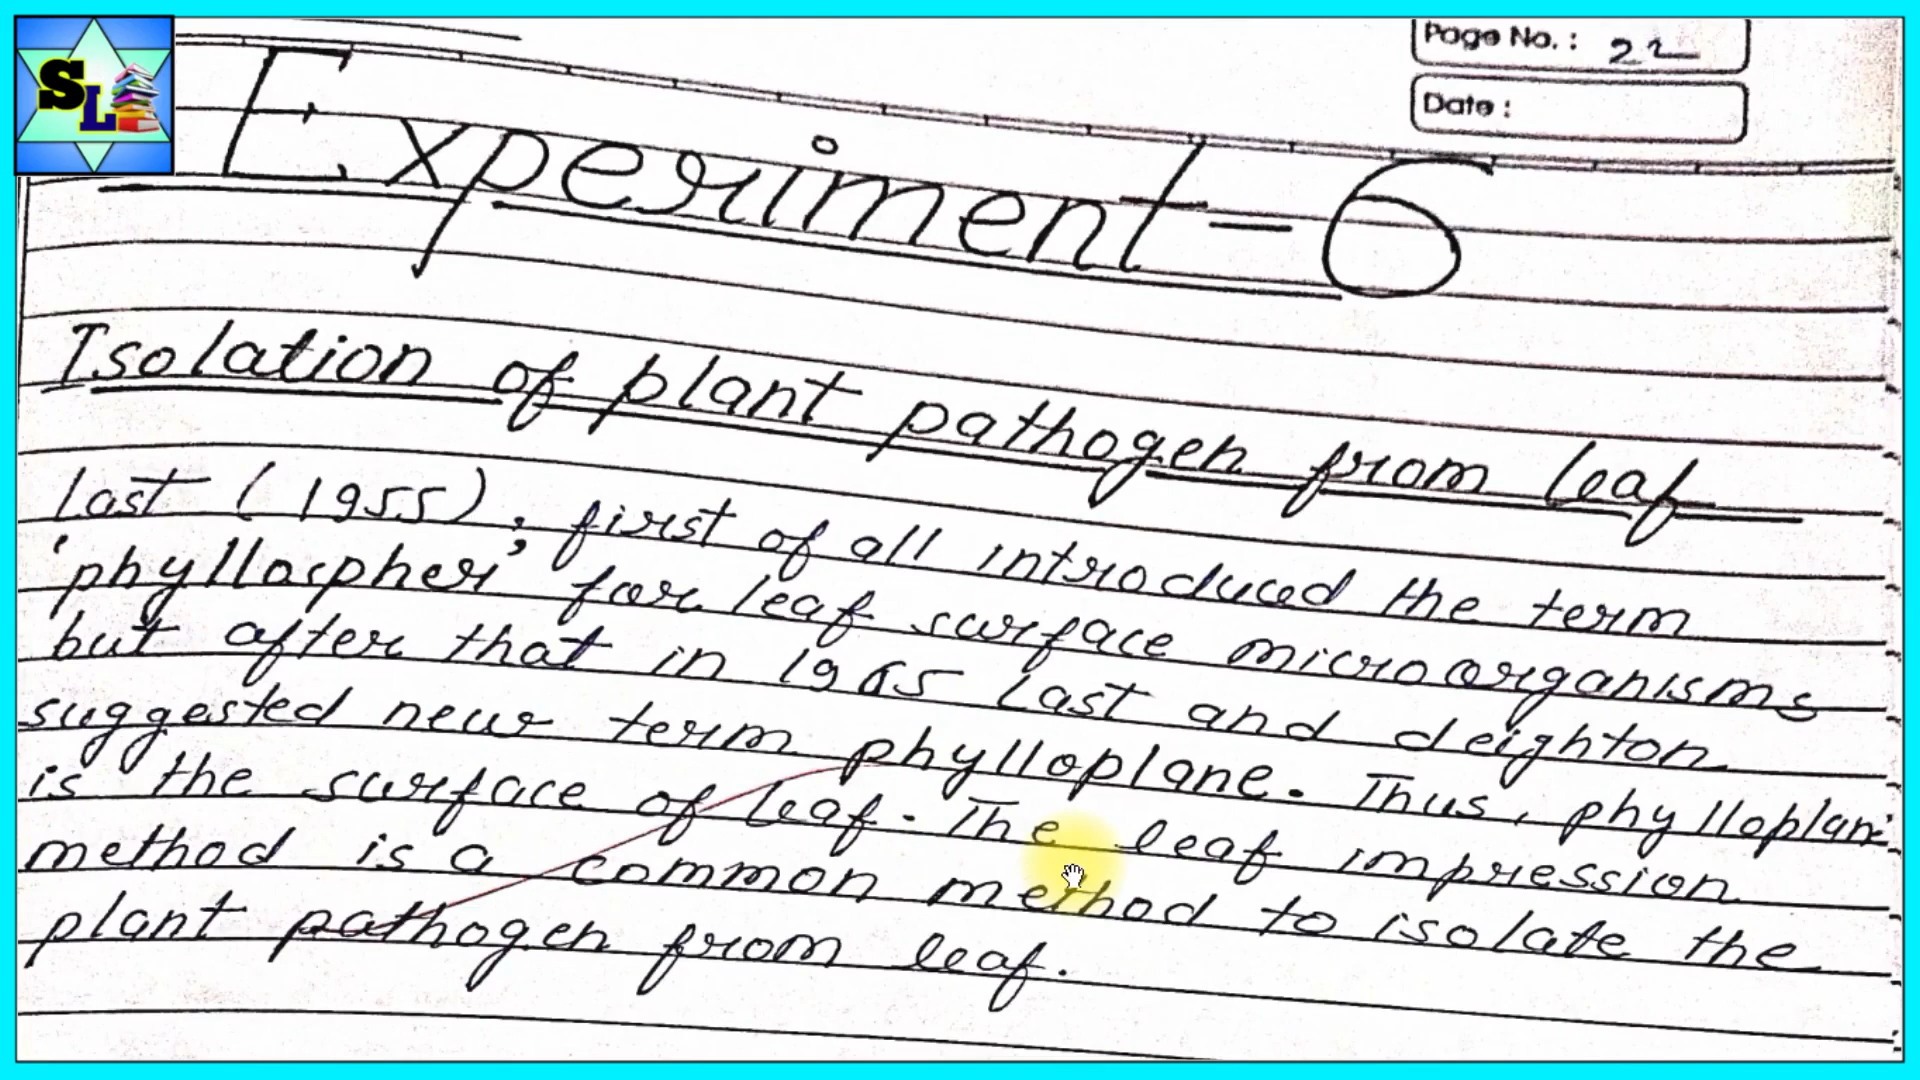 SL
Page No. : 22
Date :
Experiment-6
Isolation of plant pathogen from leaf
last (1955), first of all introduced the term
'phyllospher' for leaf surface microorganisms
but after that in 1965 Last and deighton
suggested new term phylloplane. Thus, phylloplane
is the surface of leaf. The leaf impression
method is a common method to isolate the
plant pathogen from leaf.